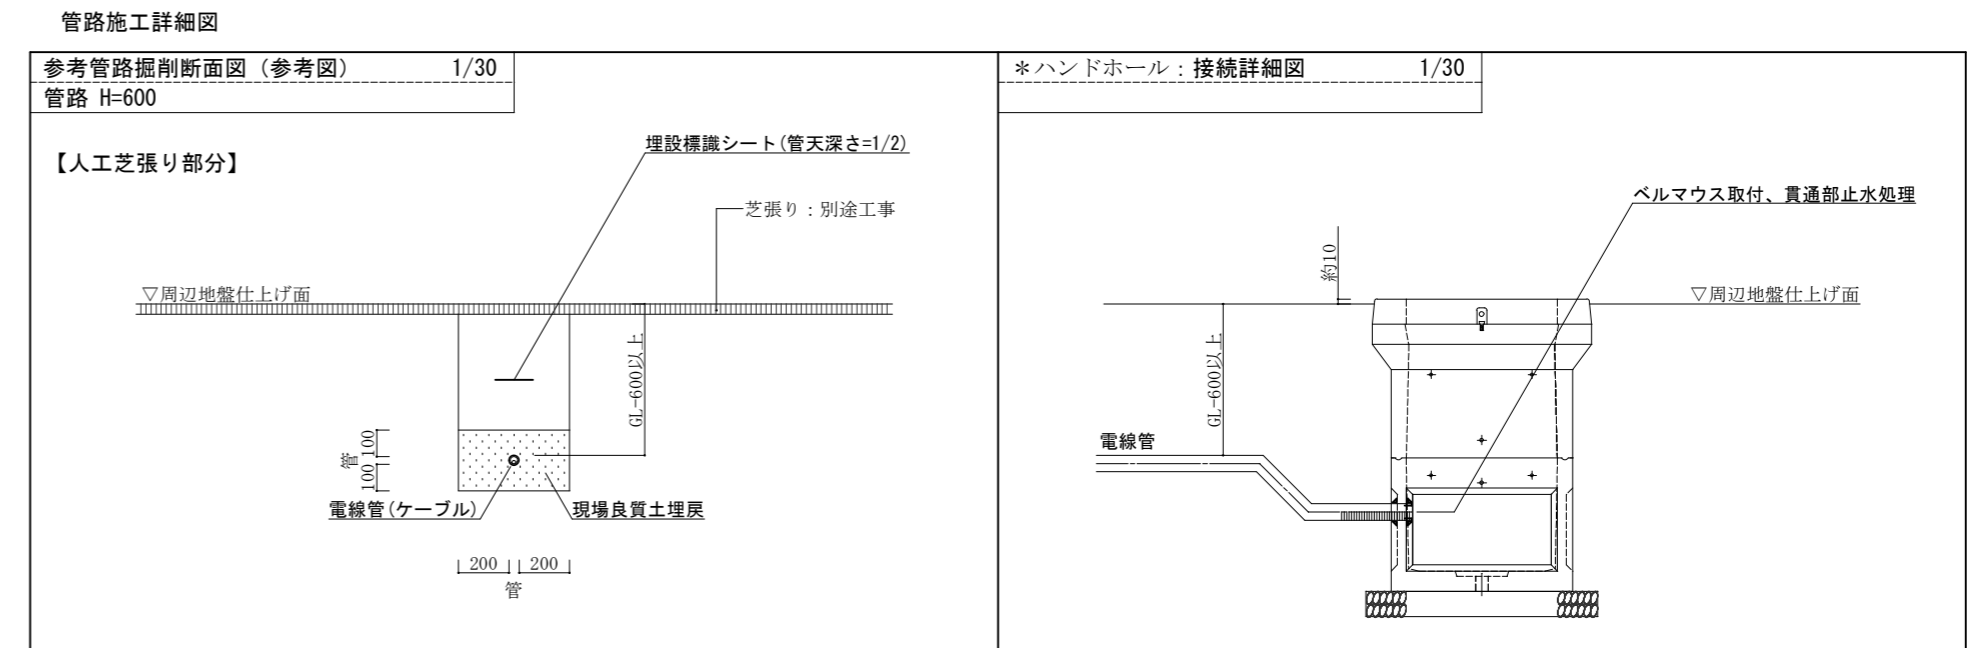 管路施工詳細図
参考管路掘削断面図（参考図） 1/30
管路 H=600
【人工芝張り部分】
埋設標識シート(管天深さ=1/2)
芝張り：別途工事
▽周辺地盤仕上げ面
GL-600以上
100
管
100
電線管(ケーブル)
現場良質土埋戻
200
200
管
＊ハンドホール：接続詳細図 1/30
ベルマウス取付、貫通部止水処理
約10
▽周辺地盤仕上げ面
GL-600以上
電線管